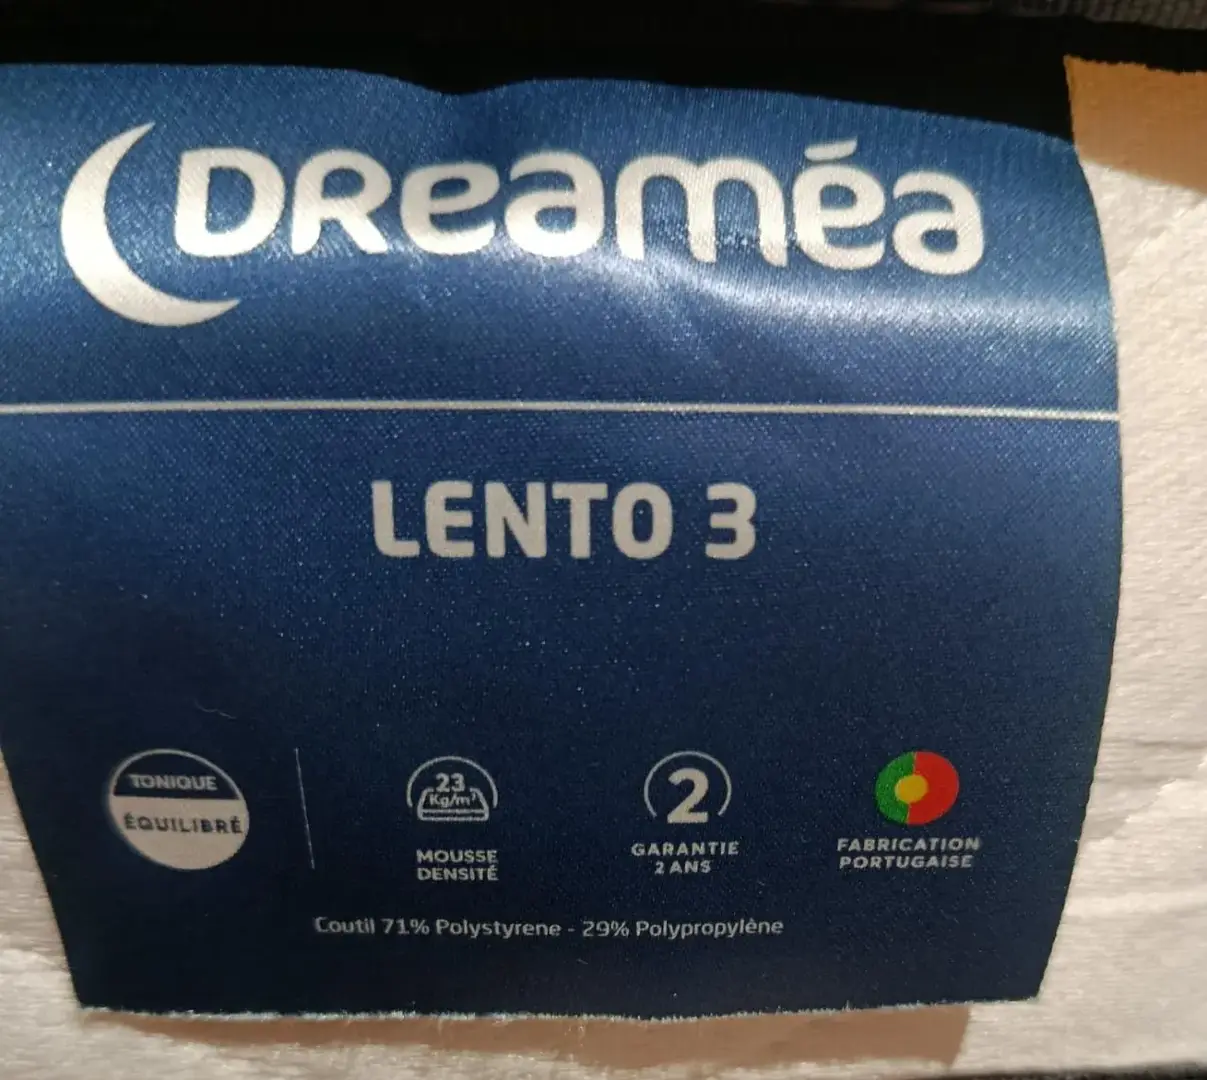 Dreaméa
LENTO 3
TONIQUE
ÉQUILIBRÉ
23
Kg/m³
MOUSSE
DENSITÉ
2
GARANTIE
2 ANS
FABRICATION
PORTUGAISE
Coutil 71% Polystyrene - 29% Polypropylène